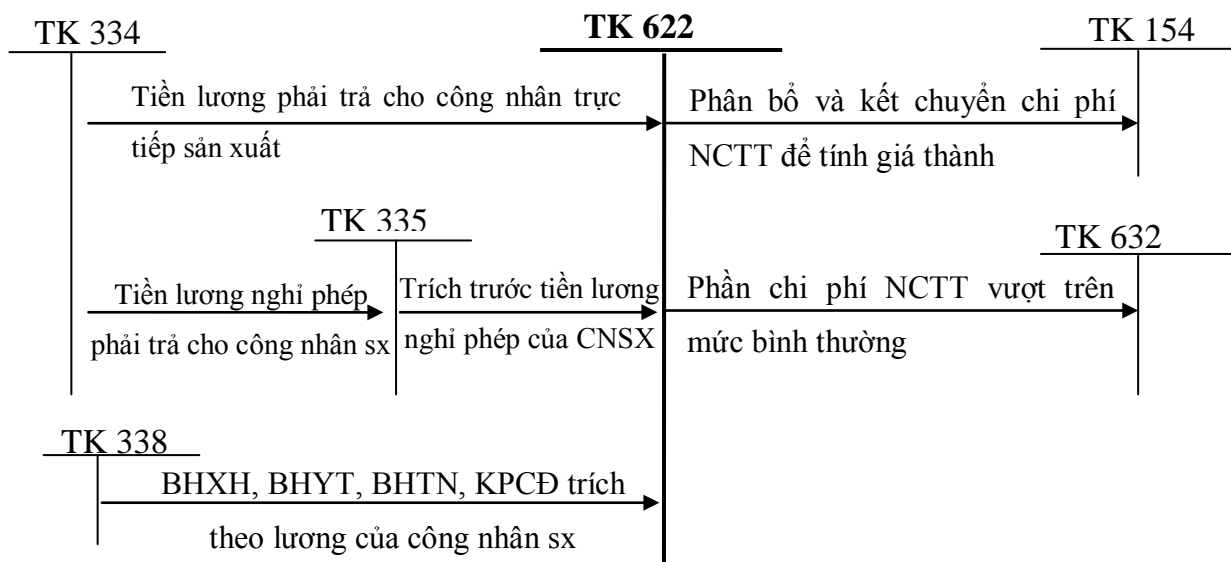 TK 334
TK 622
TK 154
Tiền lương phải trả cho công nhân trực
tiếp sản xuất
Phân bổ và kết chuyển chi phí
NCTT để tính giá thành
TK 335
TK 632
Tiền lương nghỉ phép
phải trả cho công nhân sx
Trích trước tiền lương
nghỉ phép của CNSX
Phần chi phí NCTT vượt trên
mức bình thường
TK 338
BHXH, BHYT, BHTN, KPCĐ trích
theo lương của công nhân sx